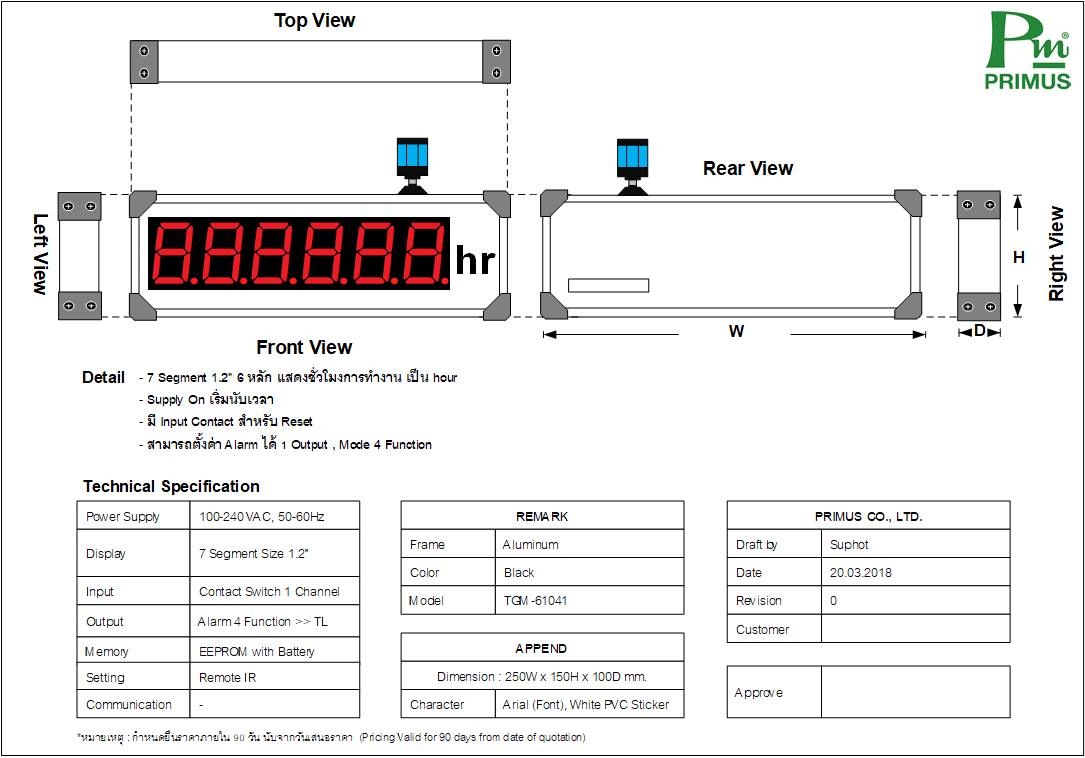 Top View
Pm®
PRIMUS
Rear View
Left View
8.8.8.8.8.8. hr
H
Right View
W
D
Front View
Detail - 7 Segment 1.2" 6 หลัก แสดงชั่วโมงการทำงาน เป็น hour
- Supply On เริ่มนับเวลา
- มี Input Contact สำหรับ Reset
- สามารถตั้งค่า Alarm ได้ 1 Output , Mode 4 Function
Technical Specification
Power Supply 100-240VAC, 50-60Hz
Display 7 Segment Size 1.2"
Input Contact Switch 1 Channel
Output Alarm 4 Function >> TL
Memory EEPROM with Battery
Setting Remote IR
Communication -
REMARK
Frame Aluminum
Color Black
Model TGM-61041
APPEND
Dimension : 250W x 150H x 100D mm.
Character Arial (Font), White PVC Sticker
PRIMUS CO., LTD.
Draft by Suphot
Date 20.03.2018
Revision 0
Customer
Approve
*หมายเหตุ : กำหนดยืนราคาภายใน 90 วัน นับจากวันเสนอราคา (Pricing Valid for 90 days from date of quotation)